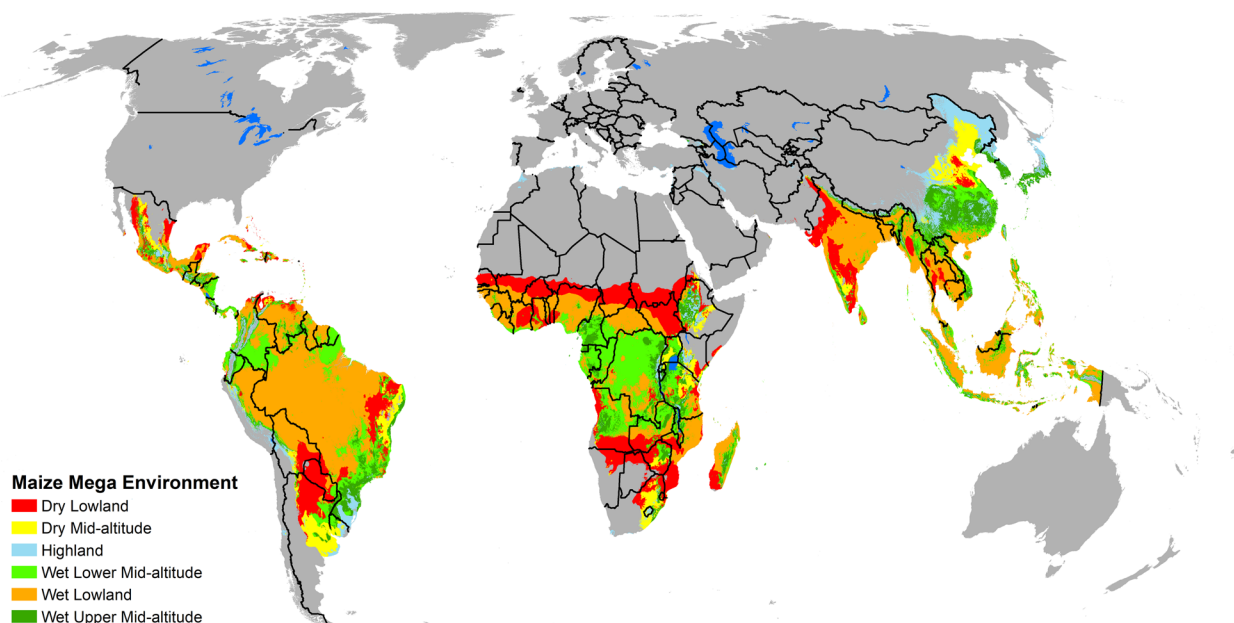 Maize Mega Environment
Dry Lowland
Dry Mid-altitude
Highland
Wet Lower Mid-altitude
Wet Lowland
Wet Upper Mid-altitude